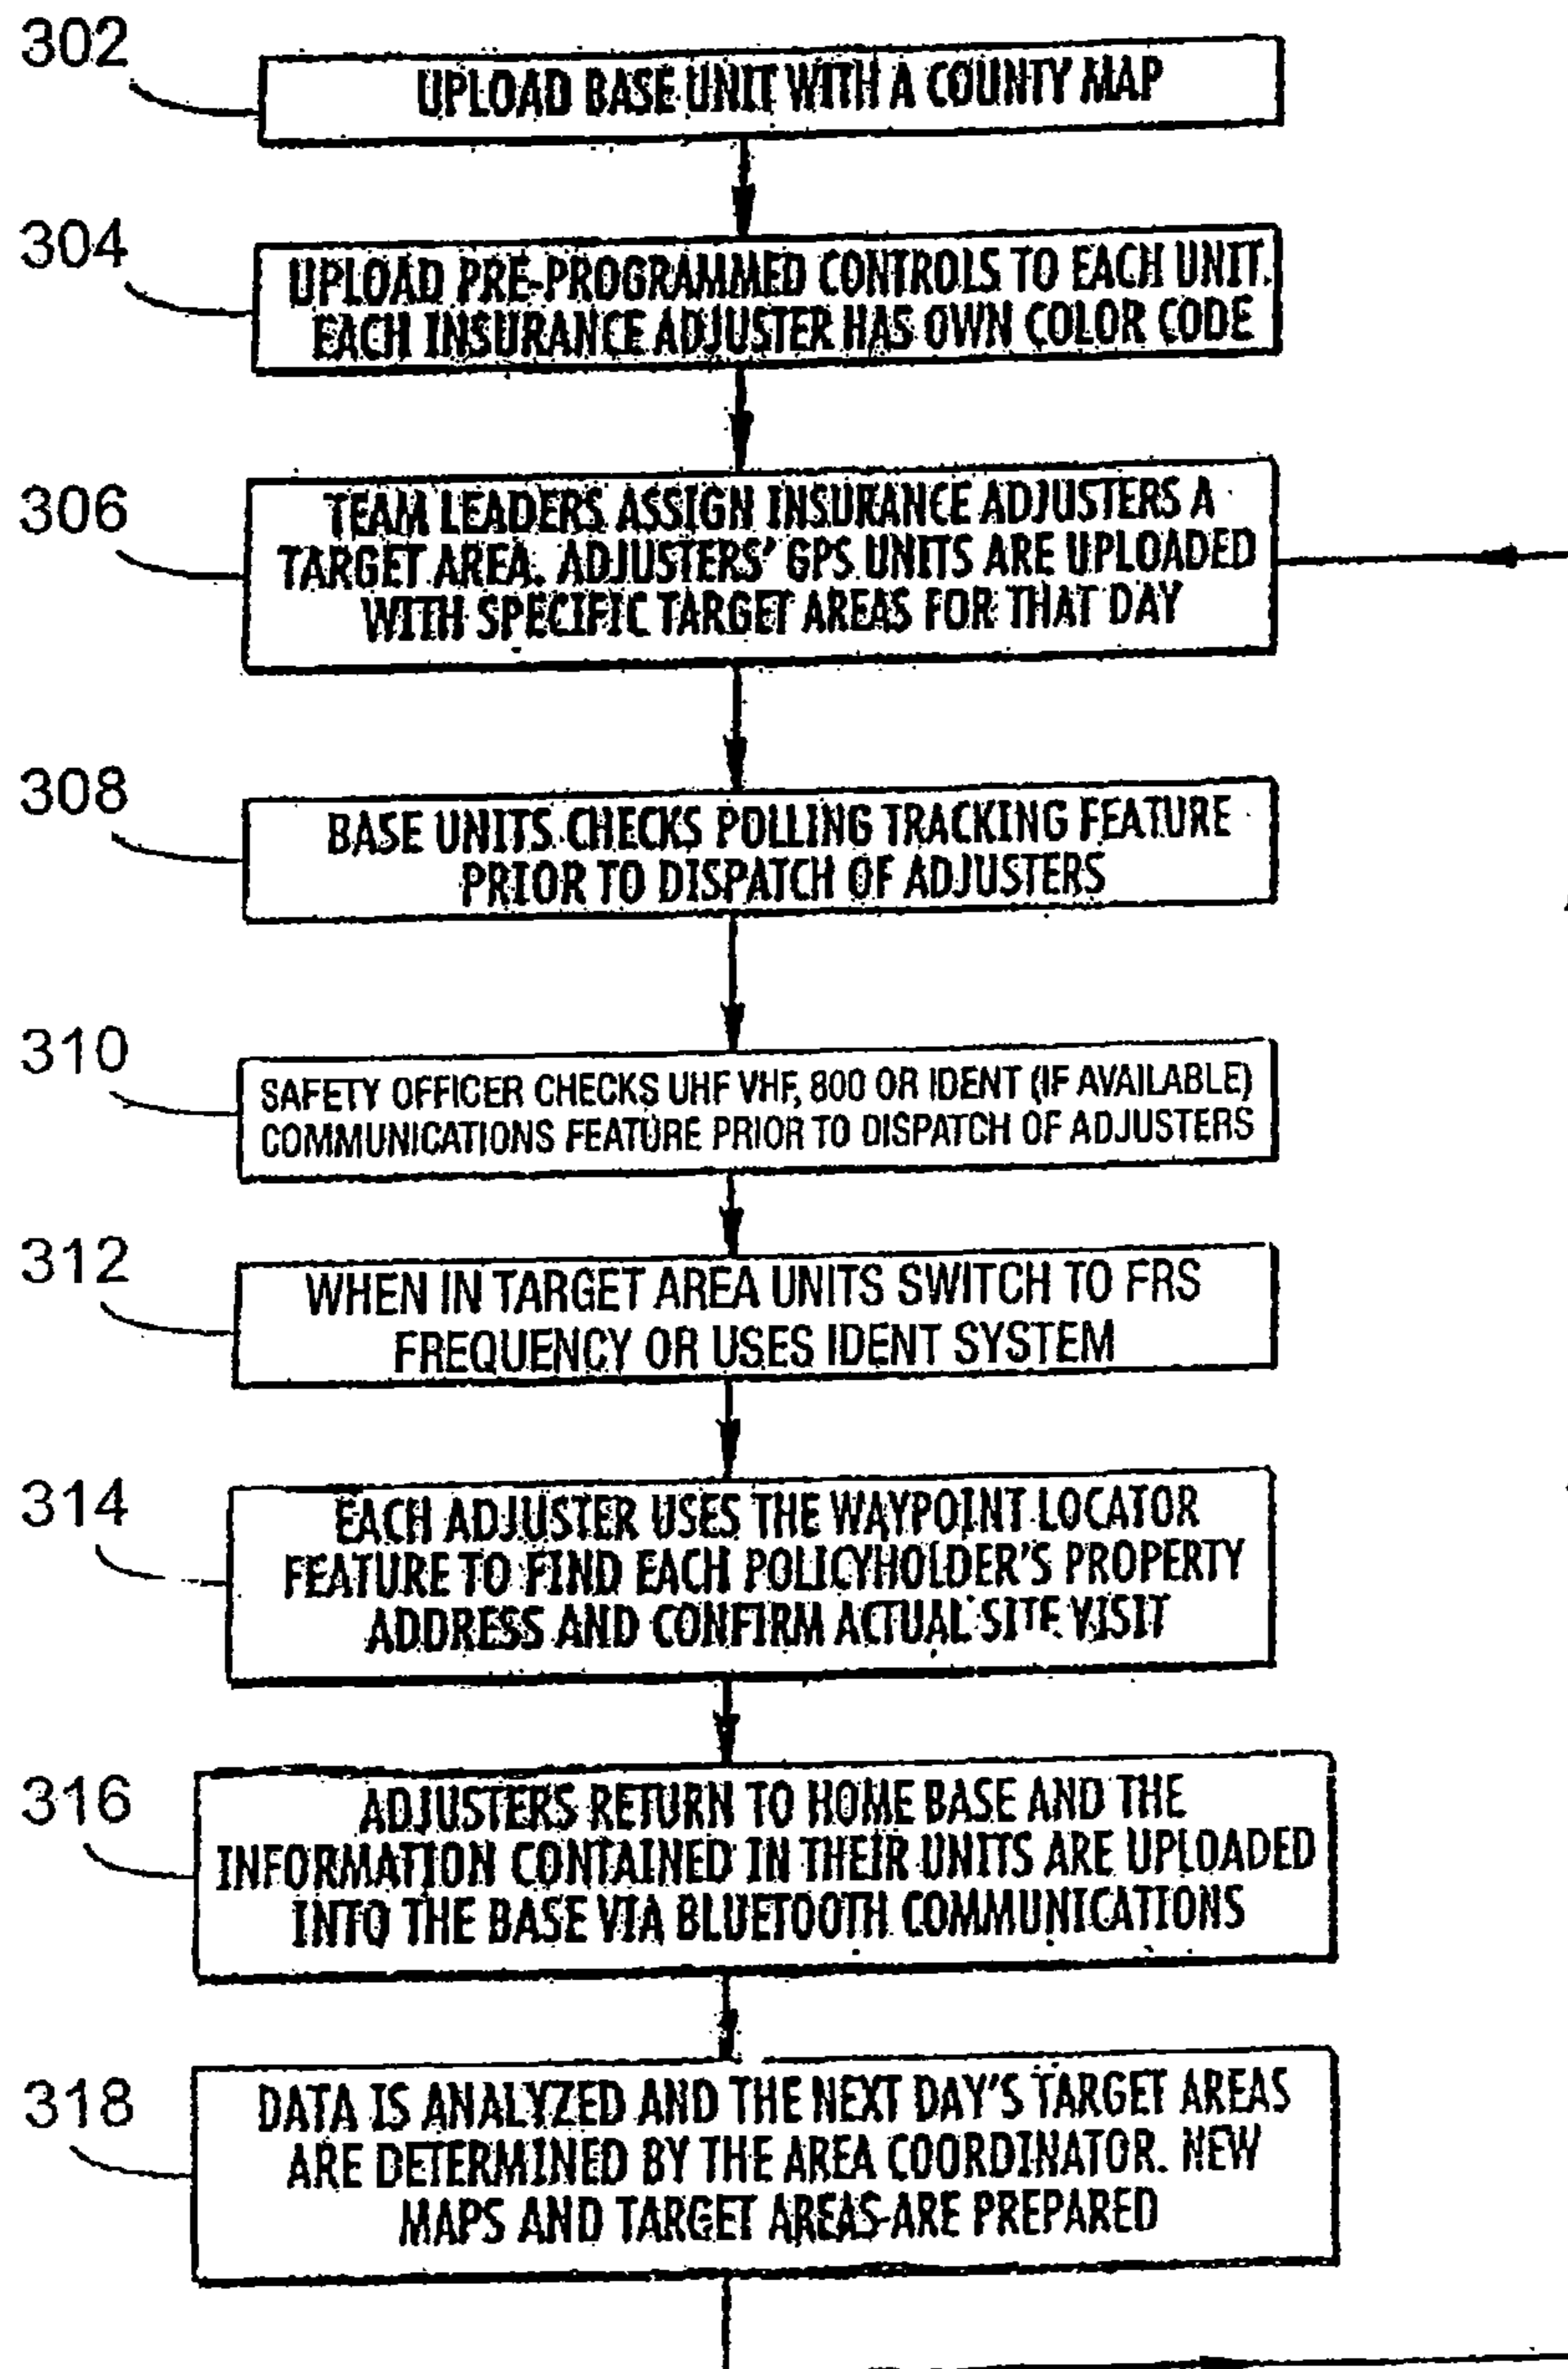 302
UPLOAD BASE UNIT WITH A COUNTY MAP
304
UPLOAD PRE-PROGRAMMED CONTROLS TO EACH UNIT.
EACH INSURANCE ADJUSTER HAS OWN COLOR CODE
306
TEAM LEADERS ASSIGN INSURANCE ADJUSTERS A
TARGET AREA. ADJUSTERS' GPS UNITS ARE UPLOADED
WITH SPECIFIC TARGET AREAS FOR THAT DAY
308
BASE UNITS CHECKS POLLING TRACKING FEATURE
PRIOR TO DISPATCH OF ADJUSTERS
310
SAFETY OFFICER CHECKS UHF VHF, 800 OR IDENT (IF AVAILABLE)
COMMUNICATIONS FEATURE PRIOR TO DISPATCH OF ADJUSTERS
312
WHEN IN TARGET AREA UNITS SWITCH TO FRS
FREQUENCY OR USES IDENT SYSTEM
314
EACH ADJUSTER USES THE WAYPOINT LOCATOR
FEATURE TO FIND EACH POLICYHOLDER'S PROPERTY
ADDRESS AND CONFIRM ACTUAL SITE VISIT
316
ADJUSTERS RETURN TO HOME BASE AND THE
INFORMATION CONTAINED IN THEIR UNITS ARE UPLOADED
INTO THE BASE VIA BLUETOOTH COMMUNICATIONS
318
DATA IS ANALYZED AND THE NEXT DAY'S TARGET AREAS
ARE DETERMINED BY THE AREA COORDINATOR. NEW
MAPS AND TARGET AREAS ARE PREPARED